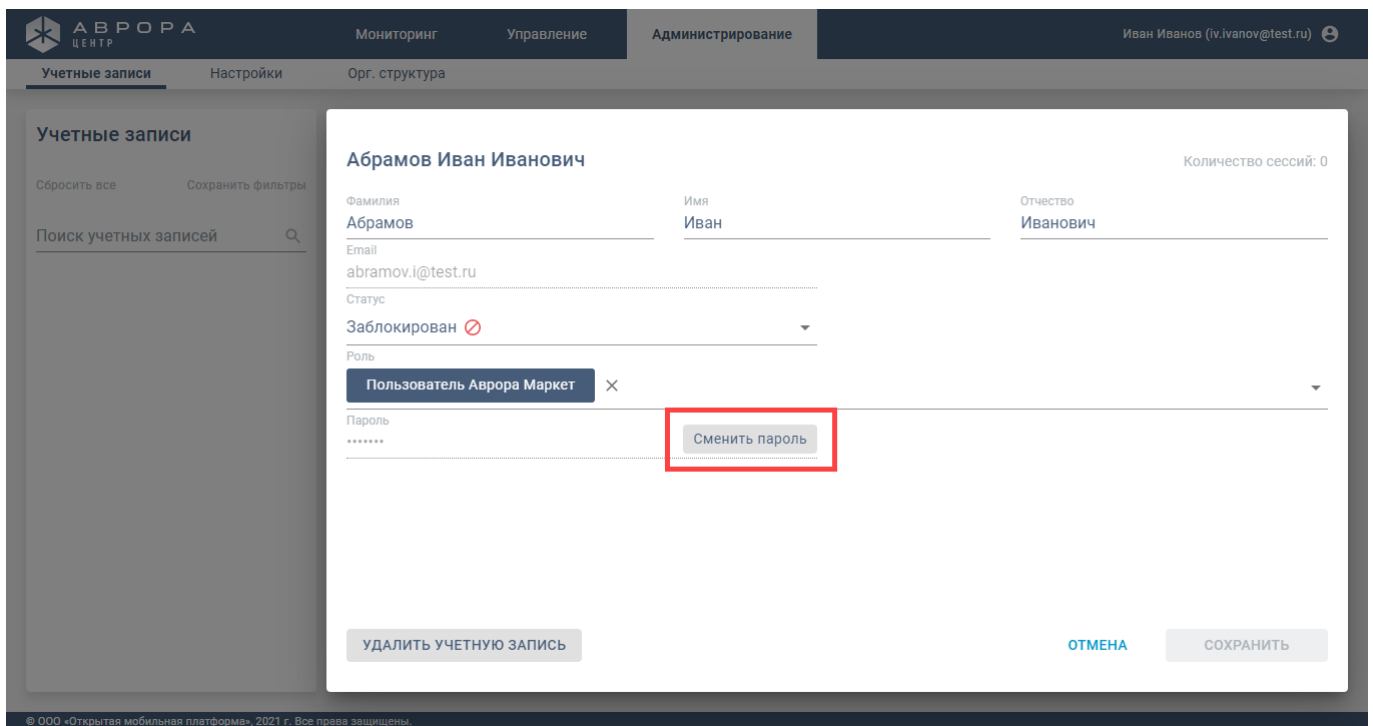 АВРОРА
ЦЕНТР
Мониторинг Управление Администрирование Иван Иванов (iv.ivanov@test.ru)
Учетные записи Настройки Орг. структура
Учетные записи
Сбросить все Сохранить фильтры
Поиск учетных записей
Абрамов Иван Иванович Количество сессий: 0
Фамилия Имя Отчество
Абрамов Иван Иванович
Email
abramov.i@test.ru
Статус
Заблокирован
Роль
Пользователь Аврора Маркет
Пароль
•••••••
Сменить пароль
УДАЛИТЬ УЧЕТНУЮ ЗАПИСЬ ОТМЕНА СОХРАНИТЬ
© ООО «Открытая мобильная платформа», 2021 г. Все права защищены.